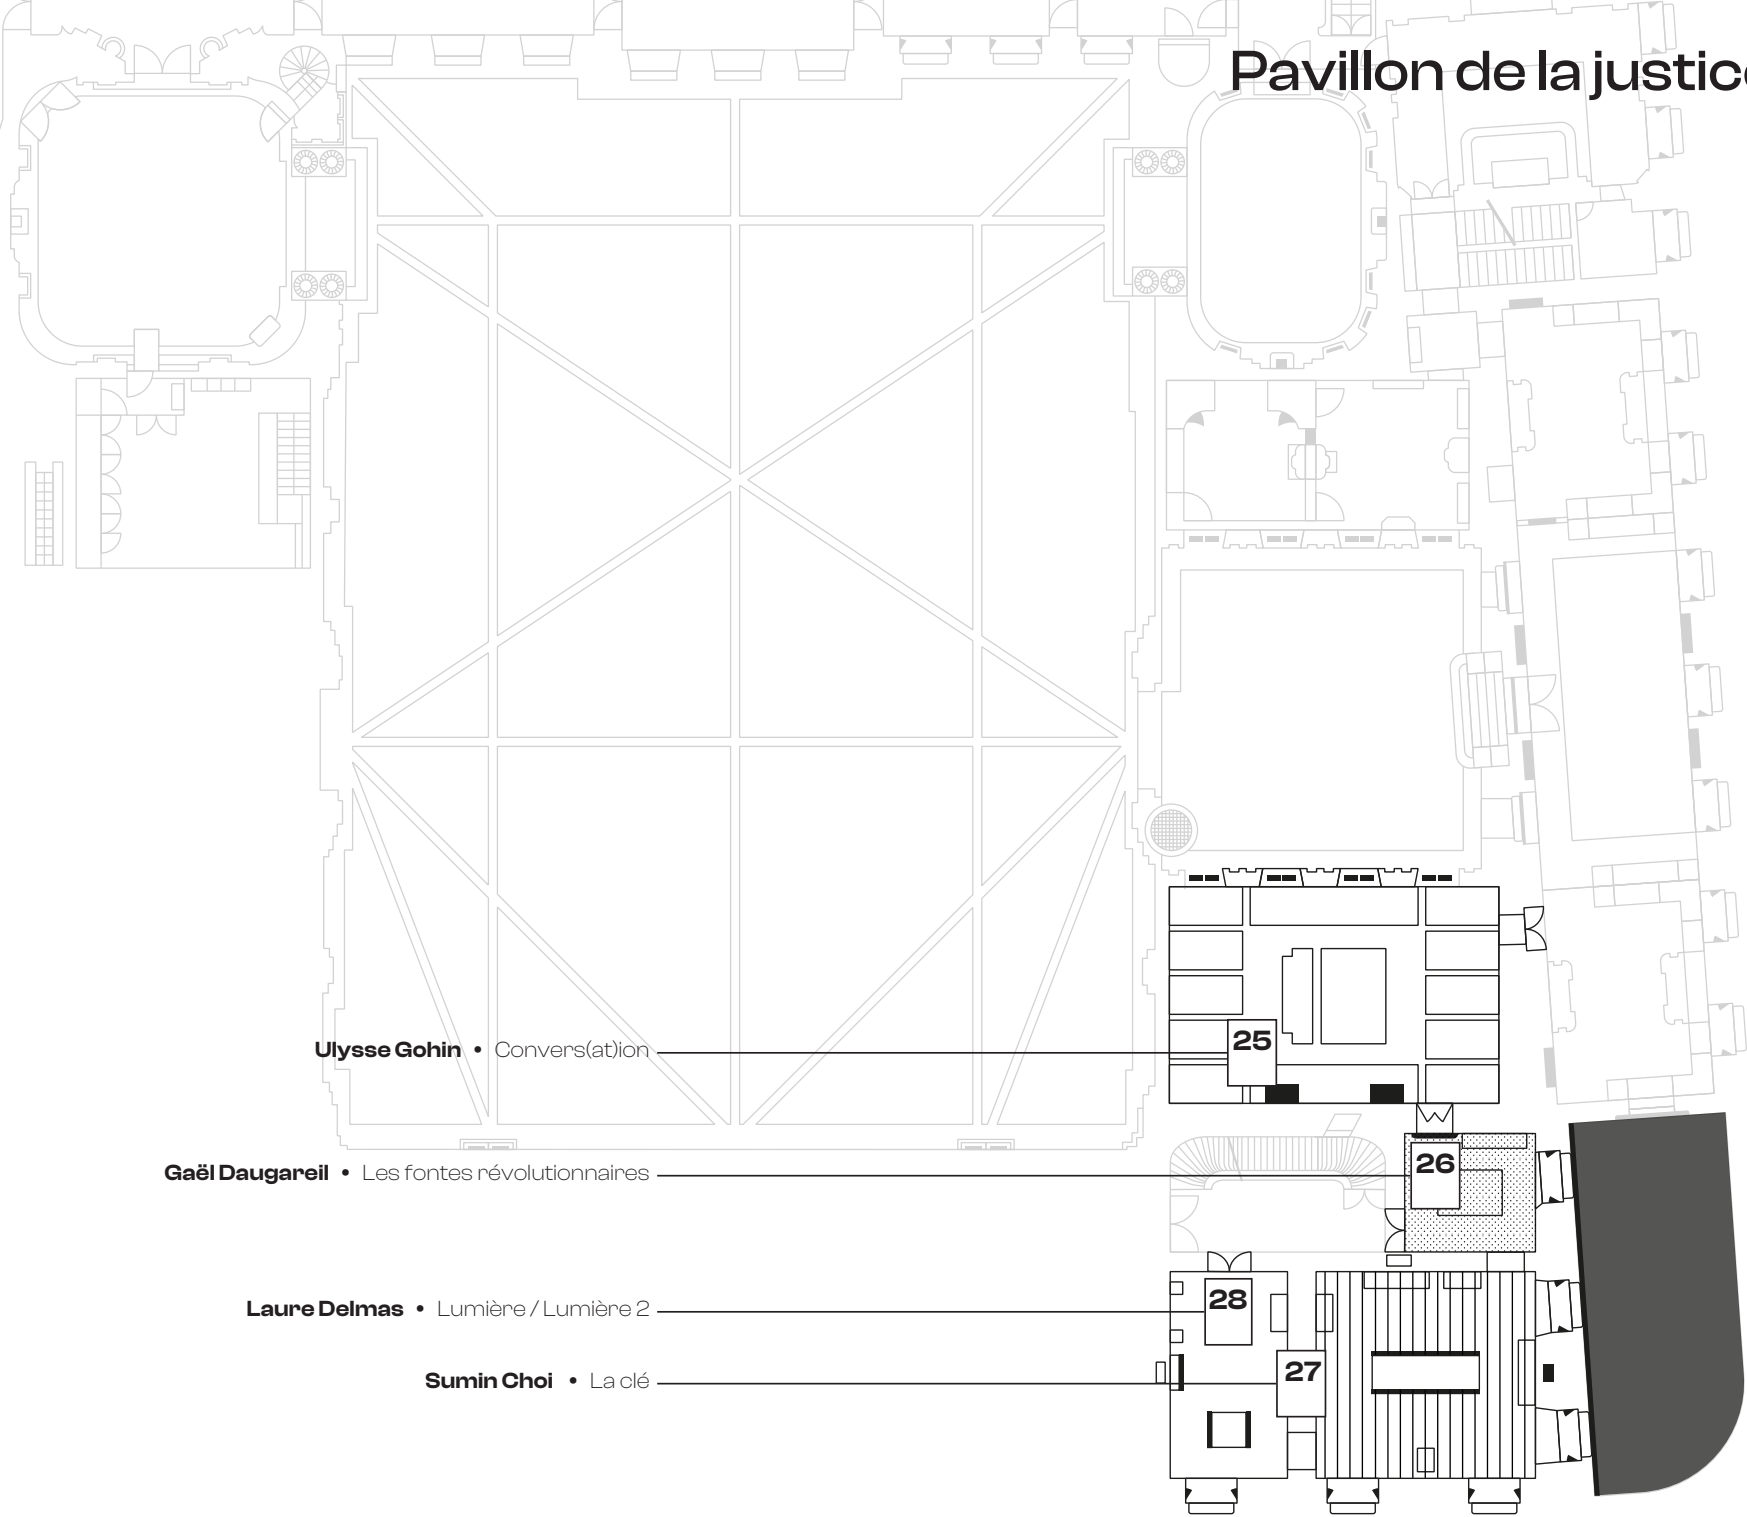 Pavillon de la justic
Ulysse Gohin • Convers(at)ion
25
Gaël Daugareil • Les fontes révolutionnaires
26
Laure Delmas • Lumière / Lumière 2
28
Sumin Choi • La clé
27